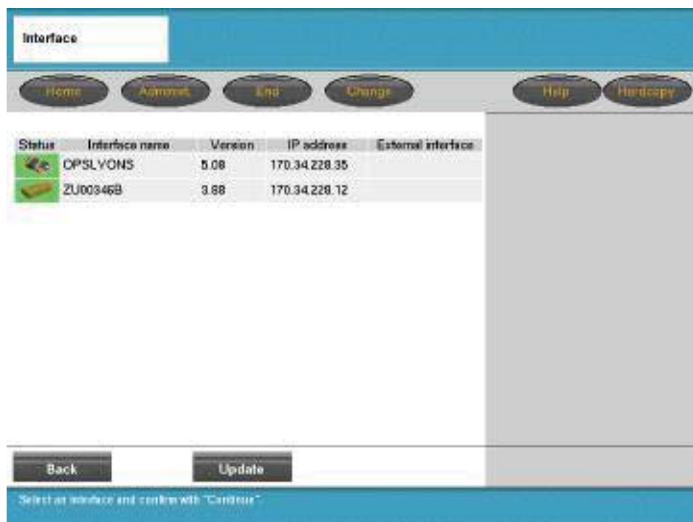 Interface
Home Administ. End Change Help Hardcopy
Status Interface name Version IP address External interface
OPSLYONS 5.08 170.34.228.35
ZU00346B 3.88 170.34.228.12
Back Update
Select an interface and confirm with "Continue".